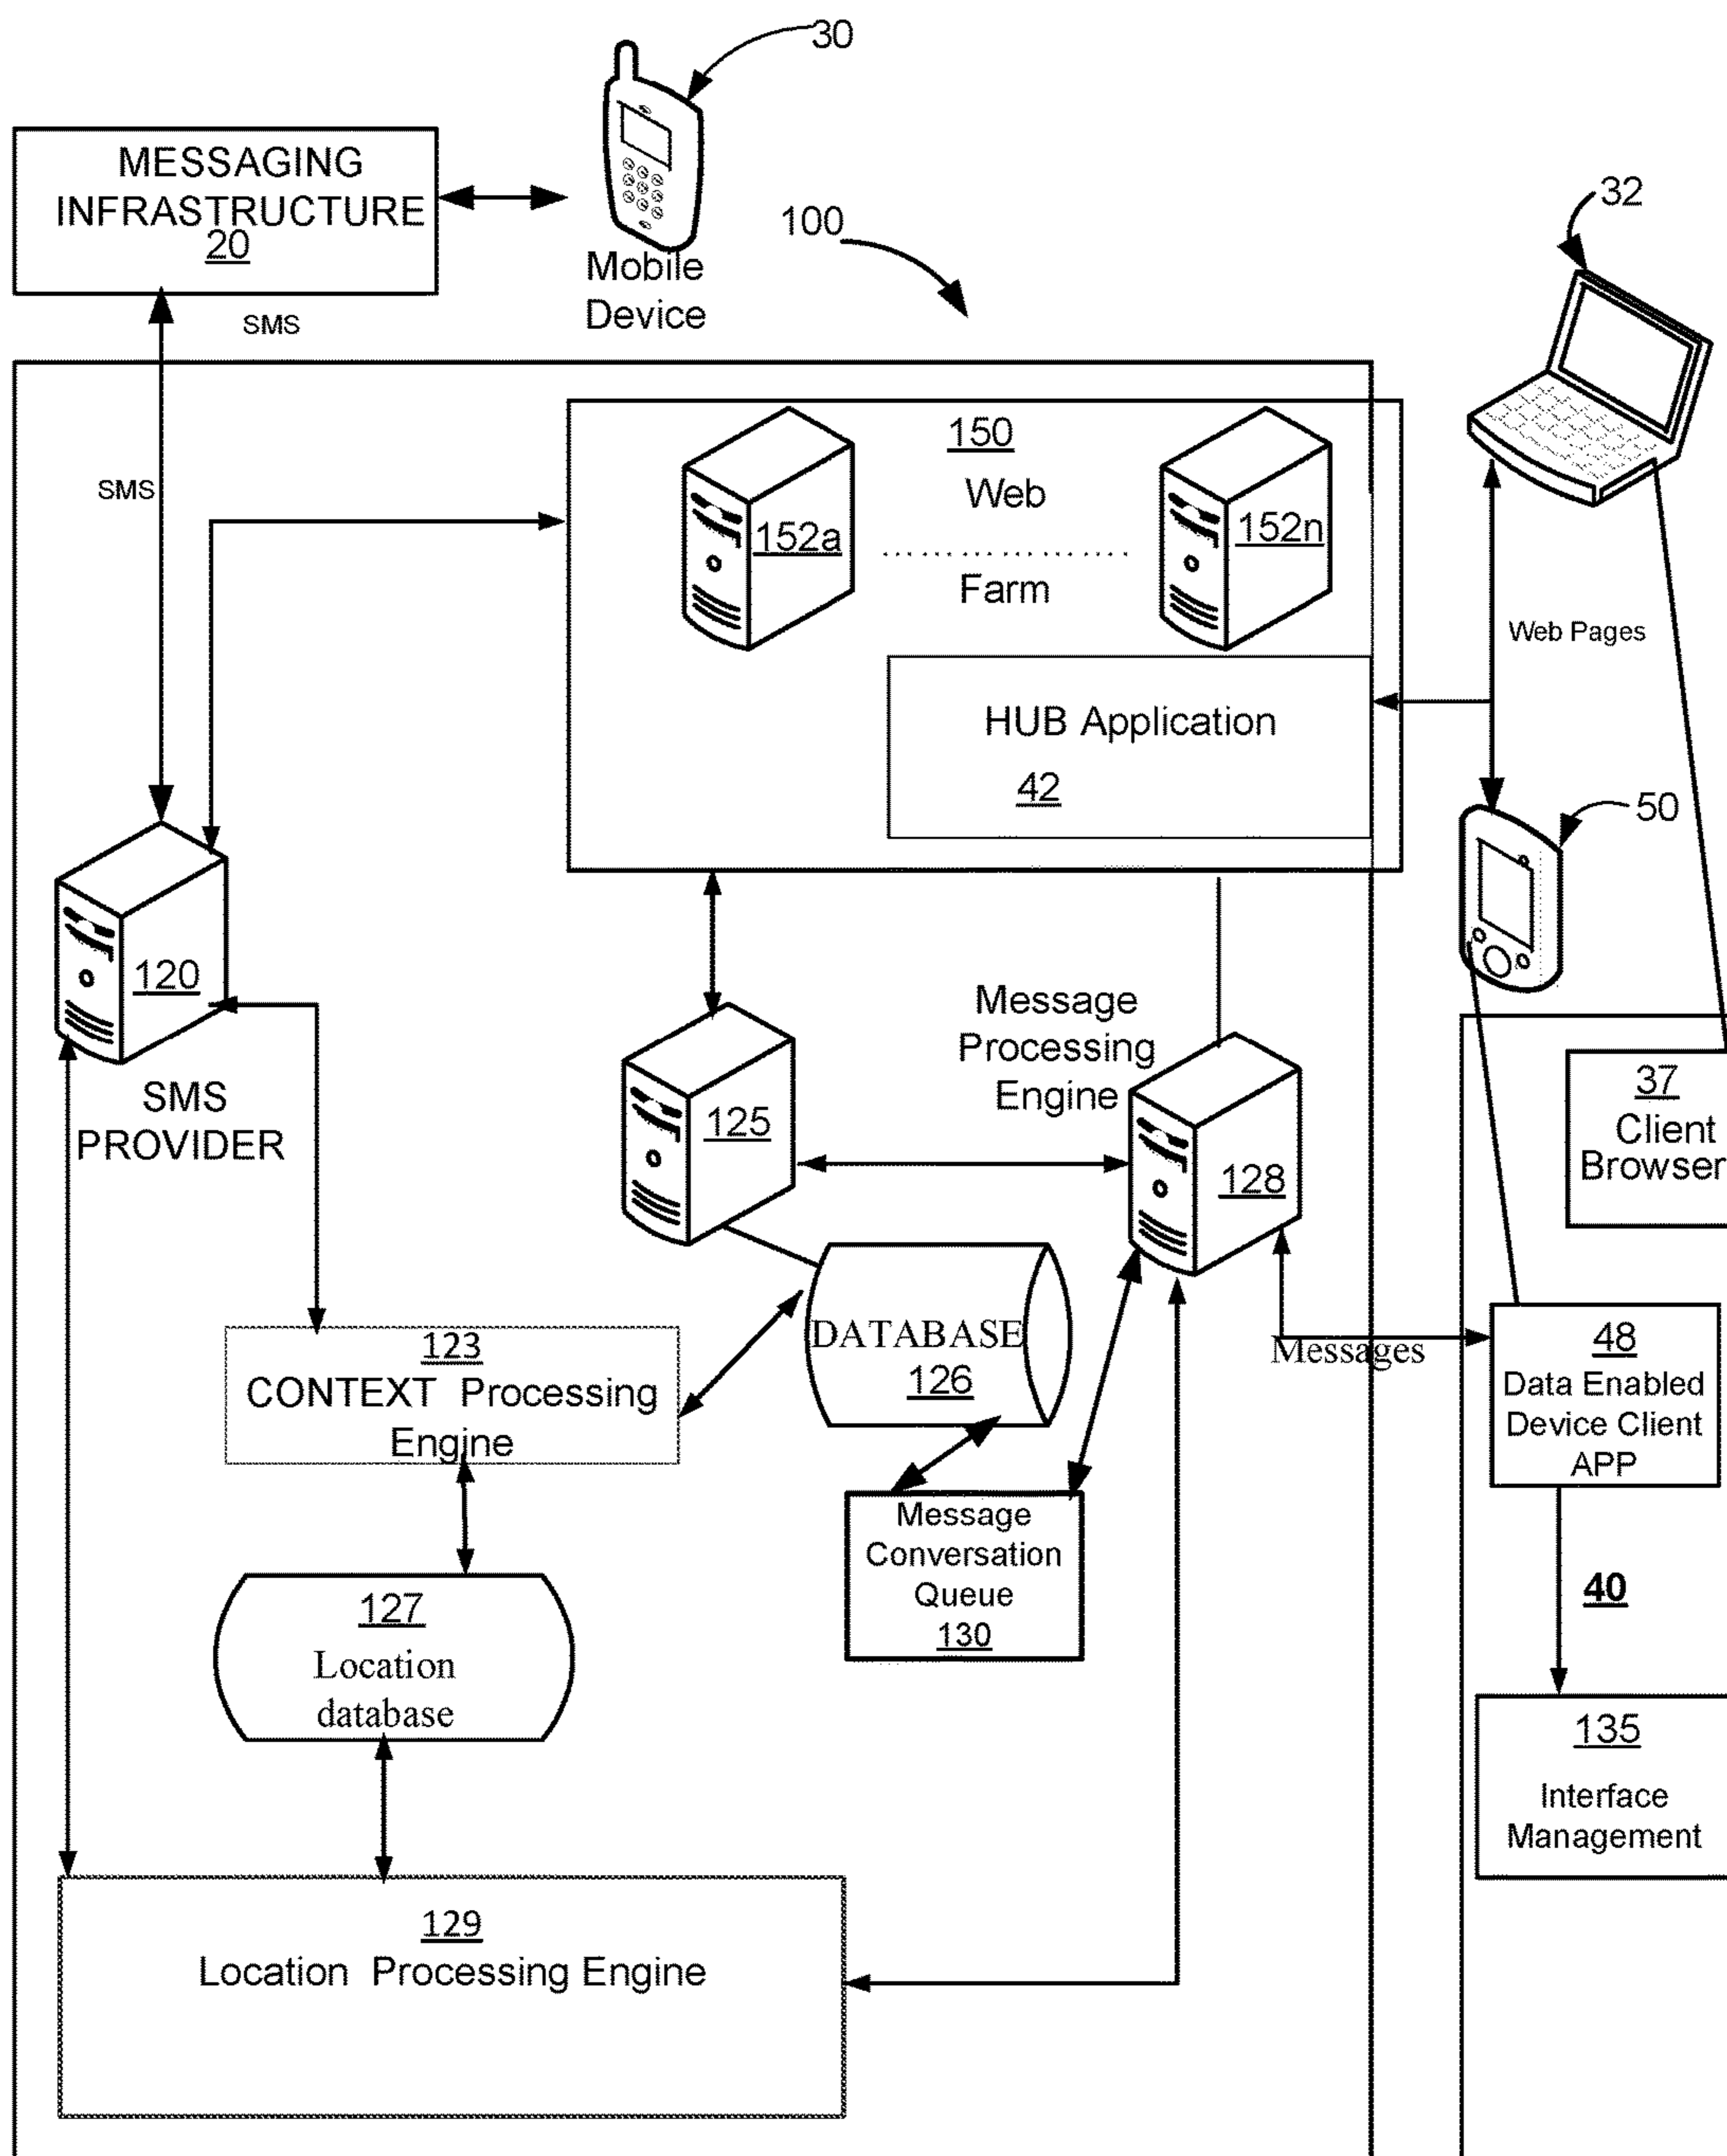 30
MESSAGING
INFRASTRUCTURE
20
Mobile
Device
100
32
SMS
SMS
150
Web
152a
152n
Farm
Web Pages
HUB Application
42
50
120
SMS
PROVIDER
Message
Processing
Engine
125
128
37
Client
Browser
DATABASE
126
Messages
123
CONTEXT Processing
Engine
48
Data Enabled
Device Client
APP
Message
Conversation
Queue
130
40
127
Location
database
135
Interface
Management
129
Location Processing Engine